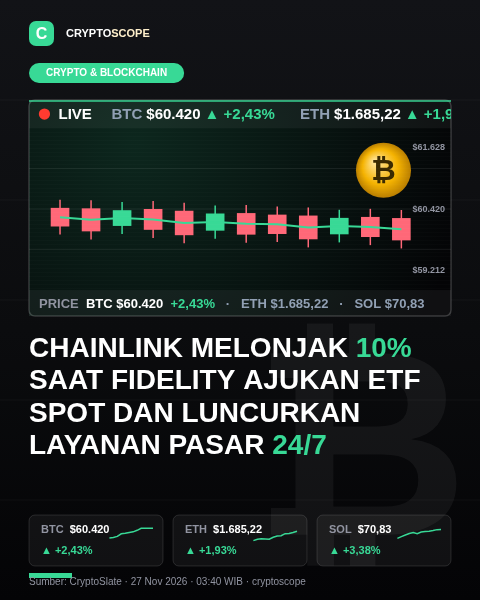 C CRYPTOSCOPE
CRYPTO & BLOCKCHAIN
LIVE BTC $60.420 ▲ +2,43% ETH $1.685,22 ▲ +1,9
$61.628
$60.420
$59.212
PRICE BTC $60.420 +2,43% · ETH $1.685,22 · SOL $70,83
CHAINLINK MELONJAK 10%
SAAT FIDELITY AJUKAN ETF
SPOT DAN LUNCURKAN
LAYANAN PASAR 24/7
BTC $60.420 ETH $1.685,22 SOL $70,83
▲ +2,43% ▲ +1,93% ▲ +3,38%
Sumber: CryptoSlate · 27 Nov 2026 · 03:40 WIB · cryptoscope